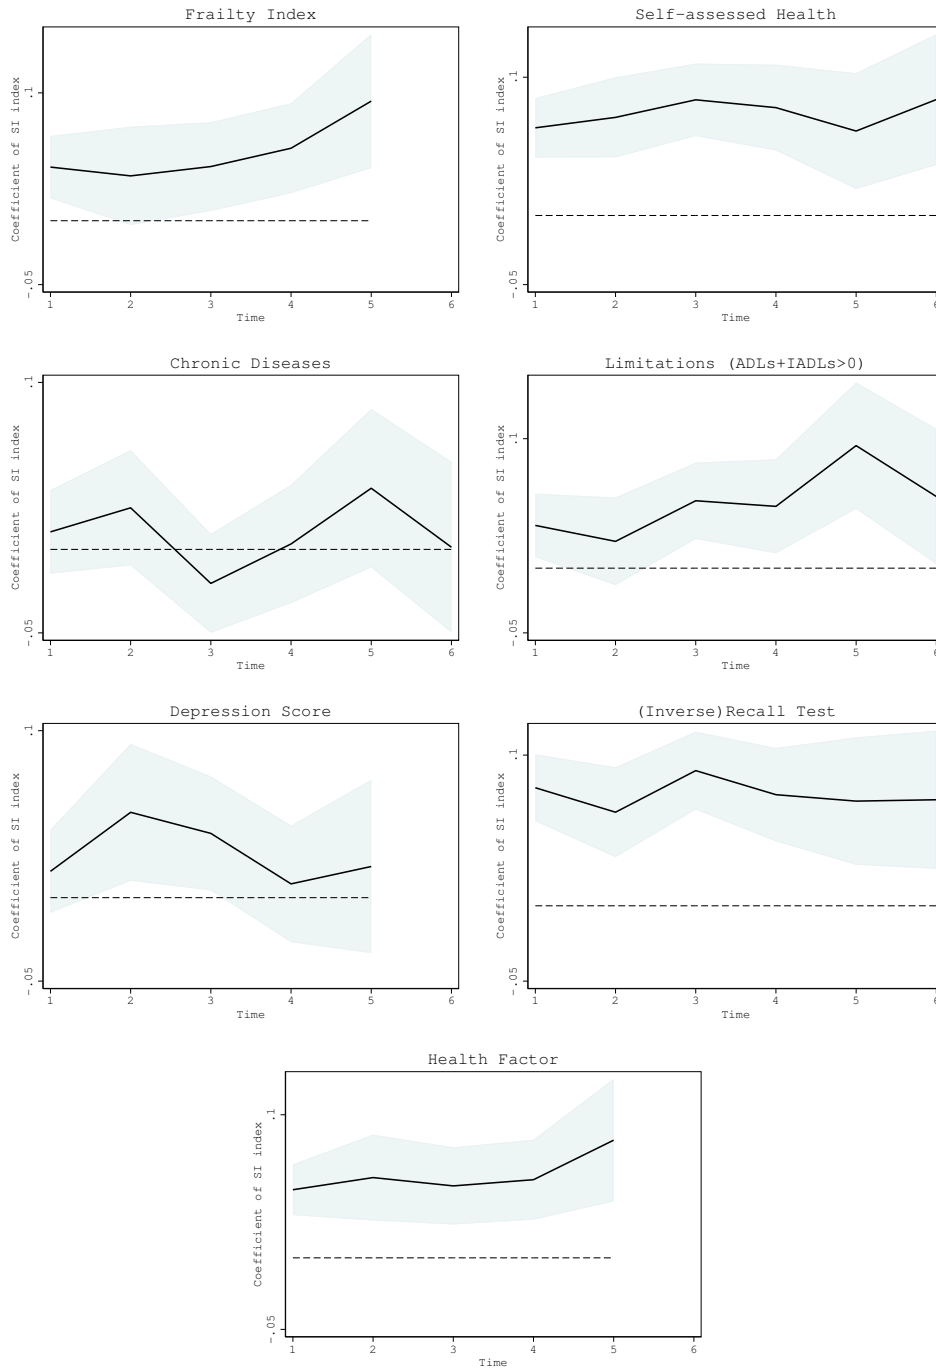 Frailty Index
Coefficient of SI index
.1
-.05
1 2 3 4 5 6
Time
Self-assessed Health
Coefficient of SI index
.1
-.05
1 2 3 4 5 6
Time
Chronic Diseases
Coefficient of SI index
.1
-.05
1 2 3 4 5 6
Time
Limitations (ADLs+IADLs>0)
Coefficient of SI index
.1
-.05
1 2 3 4 5 6
Time
Depression Score
Coefficient of SI index
.1
-.05
1 2 3 4 5 6
Time
(Inverse)Recall Test
Coefficient of SI index
.1
-.05
1 2 3 4 5 6
Time
Health Factor
Coefficient of SI index
.1
-.05
1 2 3 4 5 6
Time